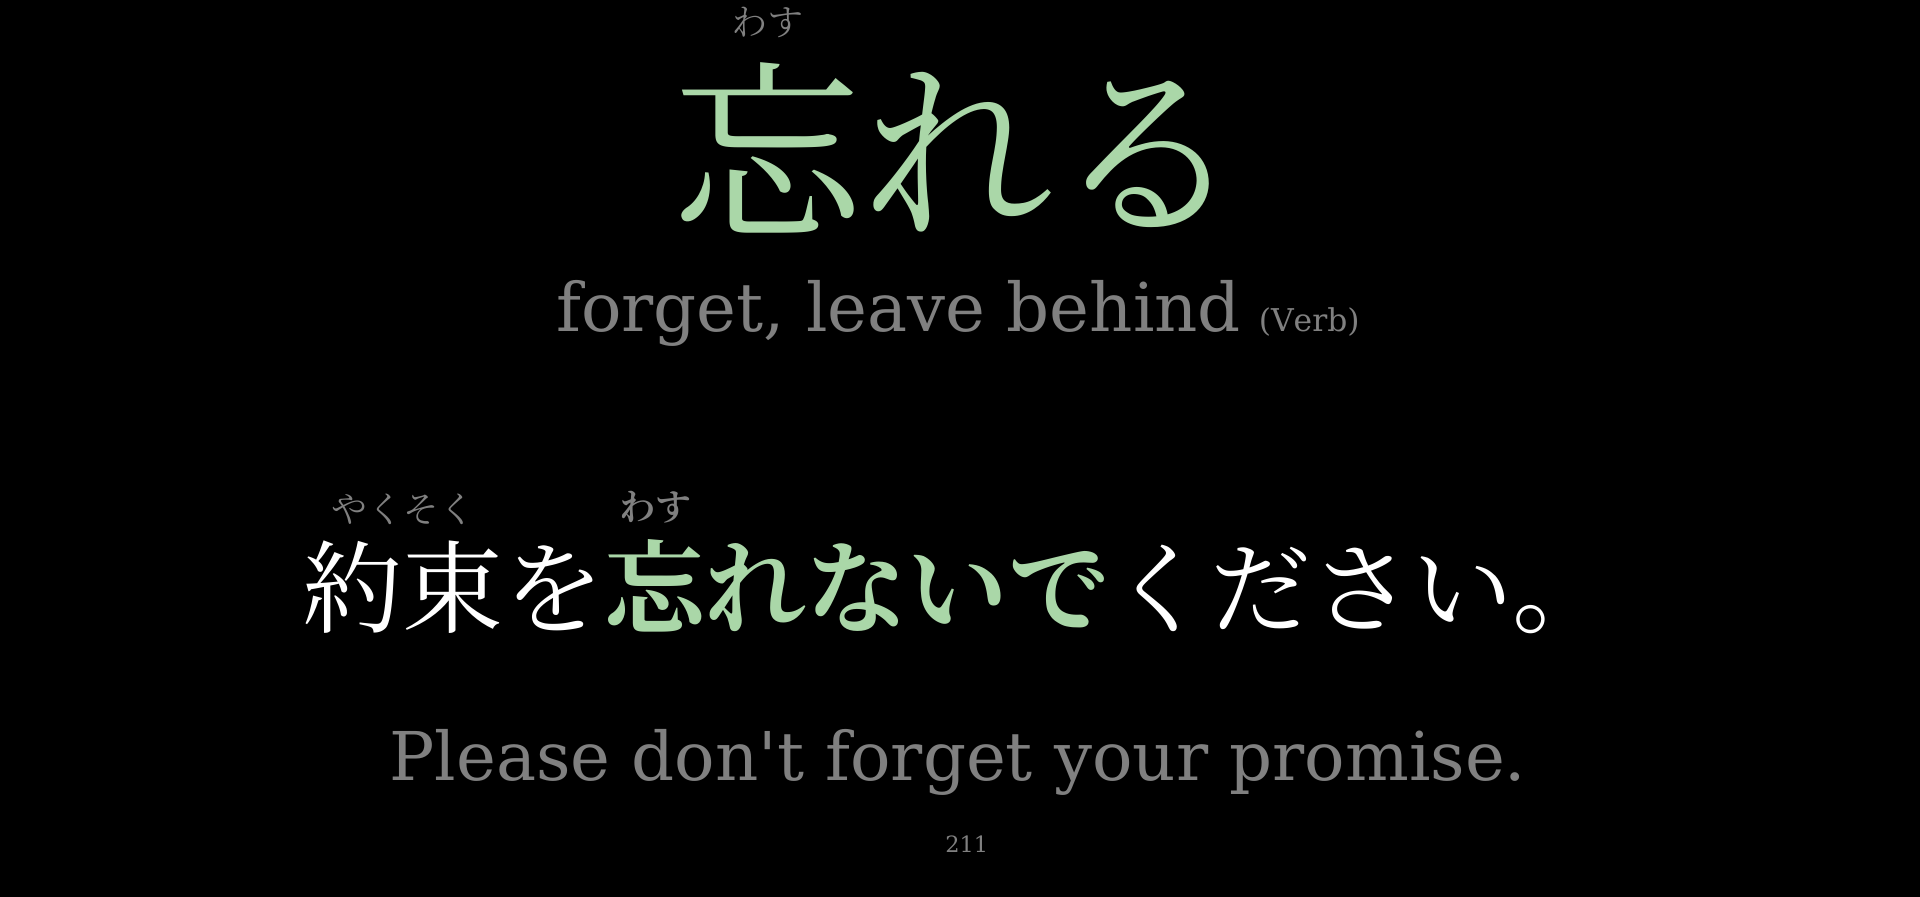 わす
忘れる
forget, leave behind (Verb)
やくそく わす
約束を忘れないでください。
Please don't forget your promise.
211